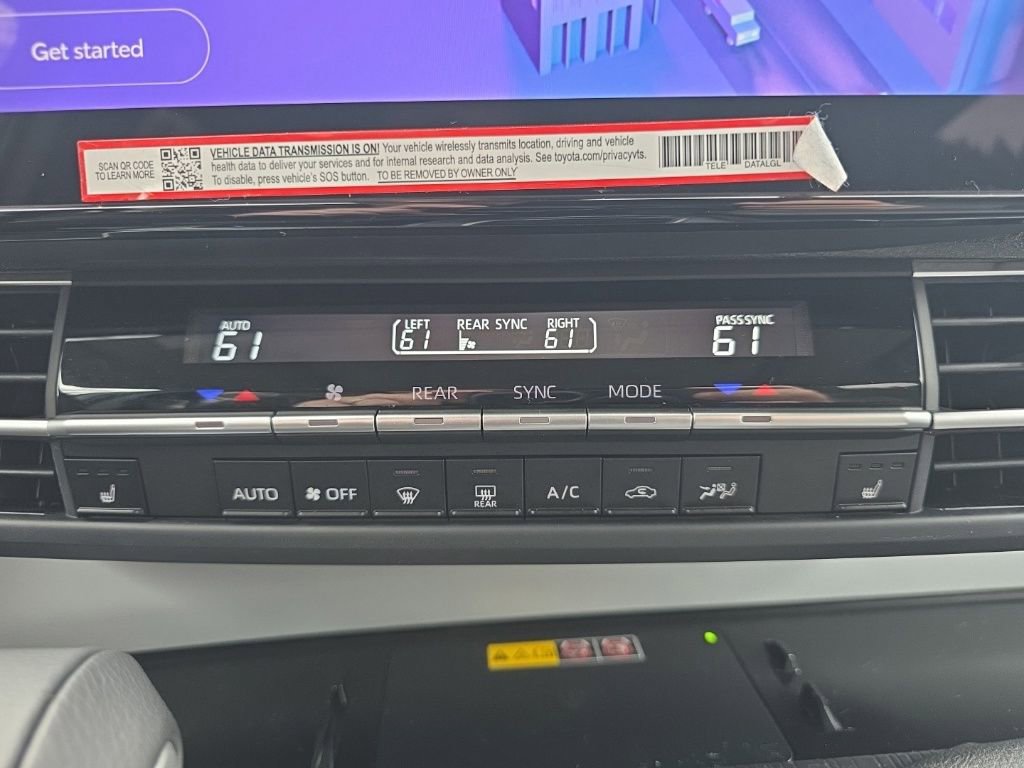 Get started
SCAN QR CODE
TO LEARN MORE
VEHICLE DATA TRANSMISSION IS ON! Your vehicle wirelessly transmits location, driving and vehicle
health data to deliver your services and for internal research and data analysis. See toyota.com/privacyvts.
To disable, press vehicle's SOS button. TO BE REMOVED BY OWNER ONLY
TELE DATALGL
AUTO LEFT REAR SYNC RIGHT PASS SYNC
61 61 61 61
REAR SYNC MODE
AUTO OFF A/C
REAR